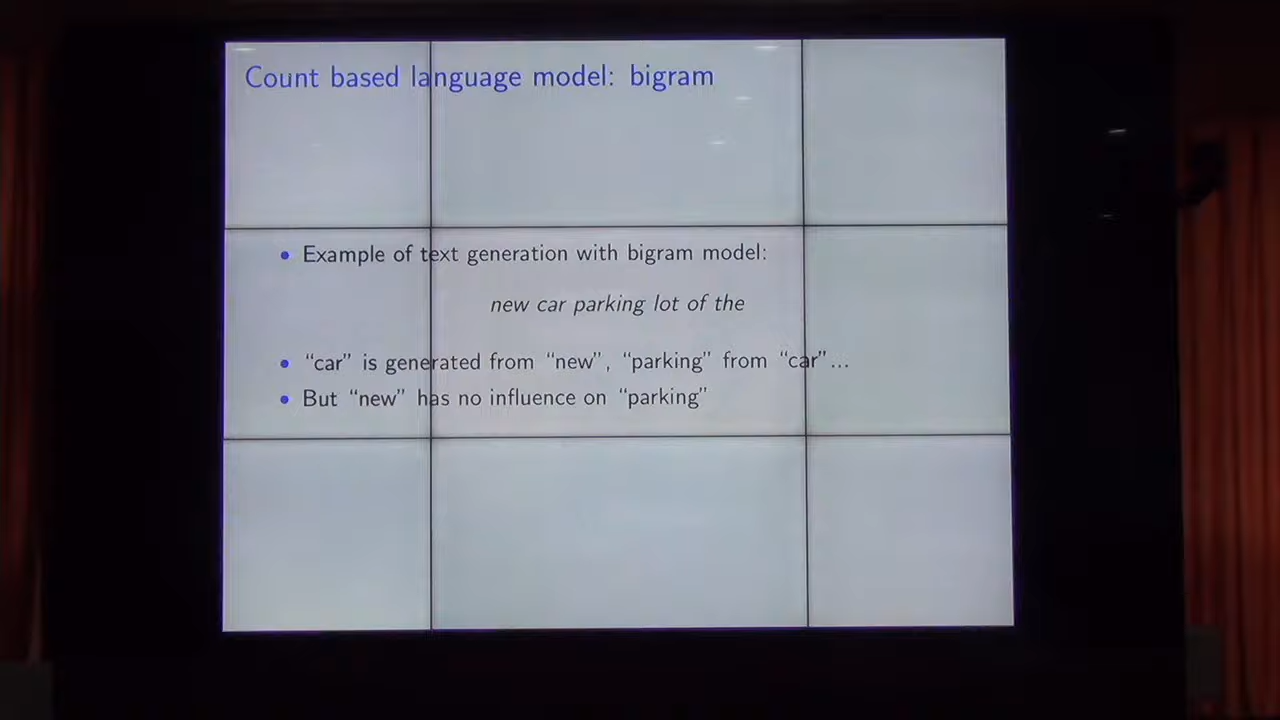 Count based language model: bigram
• Example of text generation with bigram model:
new car parking lot of the
• “car” is generated from “new”, “parking” from “car”...
• But “new” has no influence on “parking”